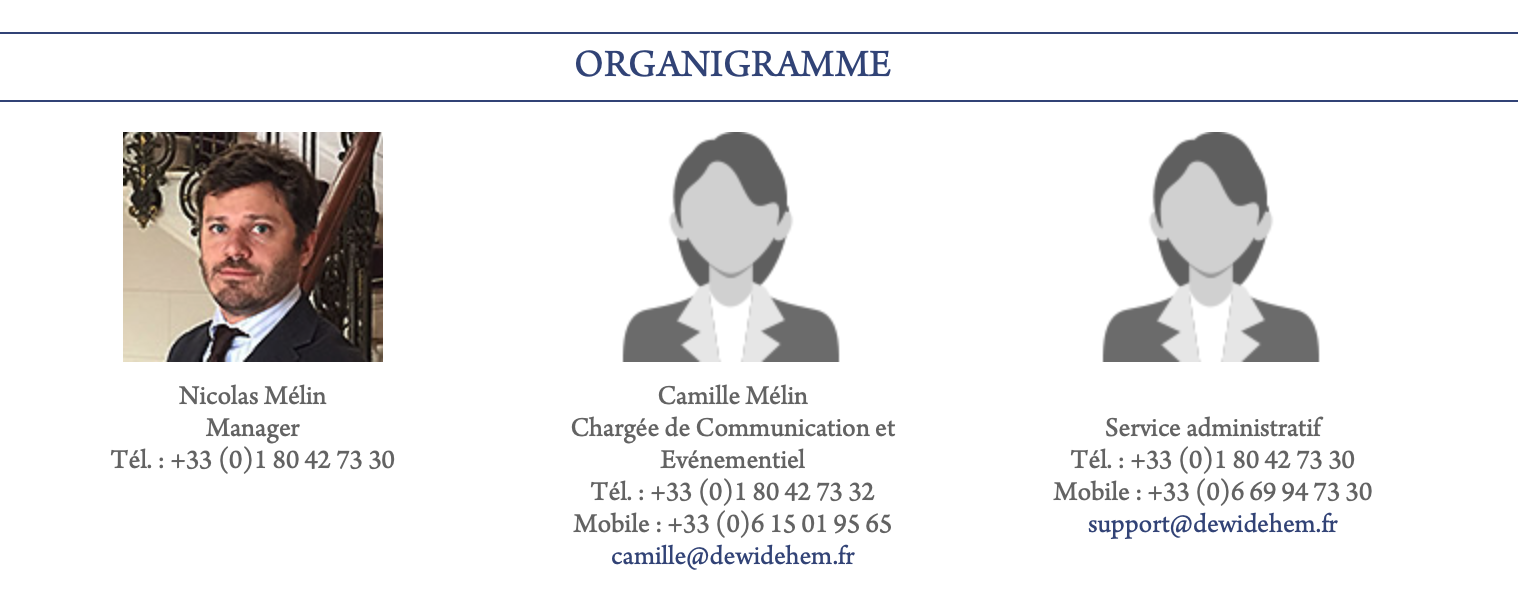 ORGANIGRAMME
Nicolas Mélin
Manager
Tél. : +33 (0)1 80 42 73 30
Camille Mélin
Chargée de Communication et
Evénementiel
Tél. : +33 (0)1 80 42 73 32
Mobile : +33 (0)6 15 01 95 65
camille@dewidehem.fr
Service administratif
Tél. : +33 (0)1 80 42 73 30
Mobile : +33 (0)6 69 94 73 30
support@dewidehem.fr